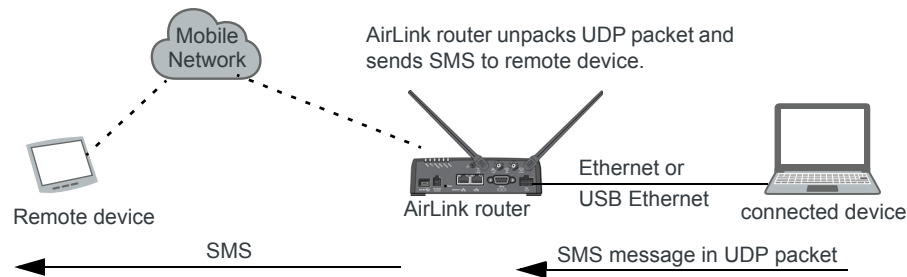 Mobile
Network
AirLink router unpacks UDP packet and
sends SMS to remote device.
Ethernet or
USB Ethernet
Remote device
AirLink router
connected device
SMS
SMS message in UDP packet